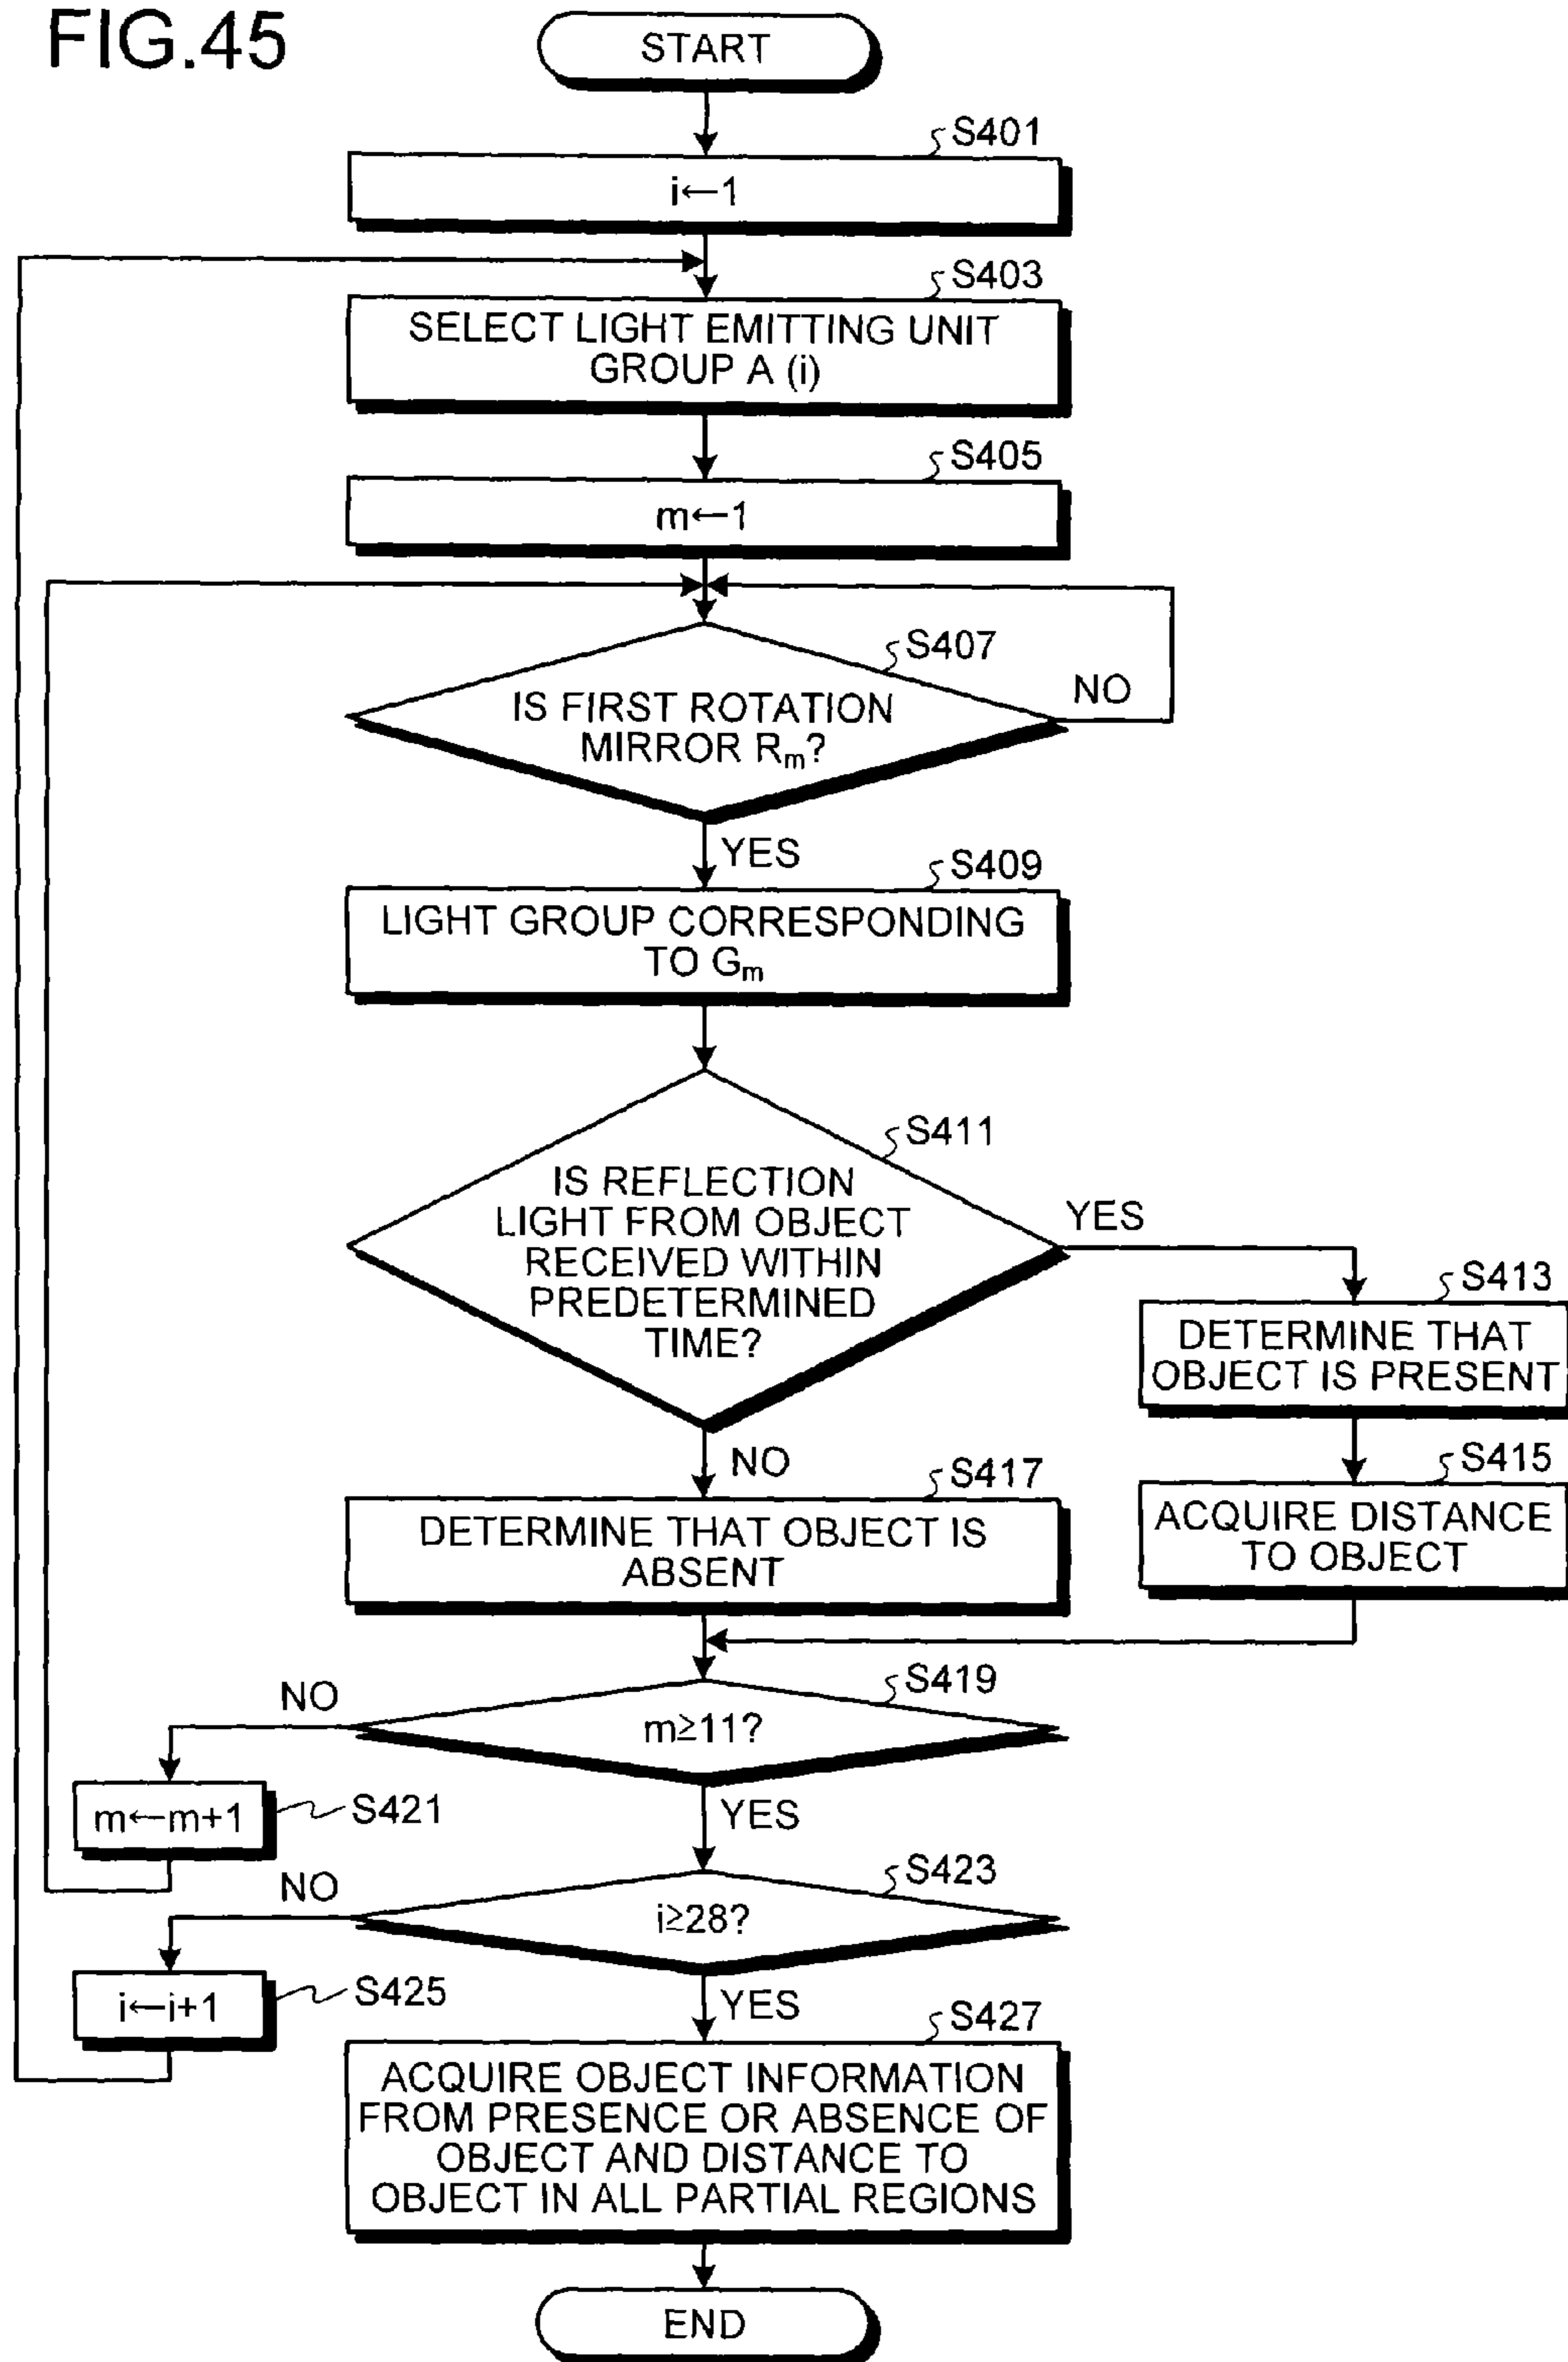 FIG.45
START
S401
i←1
S403
SELECT LIGHT EMITTING UNIT
GROUP A (i)
S405
m←1
S407
IS FIRST ROTATION
MIRROR Rm?
NO
YES
S409
LIGHT GROUP CORRESPONDING
TO Gm
S411
IS REFLECTION
LIGHT FROM OBJECT
RECEIVED WITHIN
PREDETERMINED
TIME?
YES
S413
DETERMINE THAT
OBJECT IS PRESENT
S415
ACQUIRE DISTANCE
TO OBJECT
NO
S417
DETERMINE THAT OBJECT IS
ABSENT
S419
m≥11?
NO
S421
m←m+1
YES
S423
i≥28?
NO
S425
i←i+1
YES
S427
ACQUIRE OBJECT INFORMATION
FROM PRESENCE OR ABSENCE OF
OBJECT AND DISTANCE TO
OBJECT IN ALL PARTIAL REGIONS
END